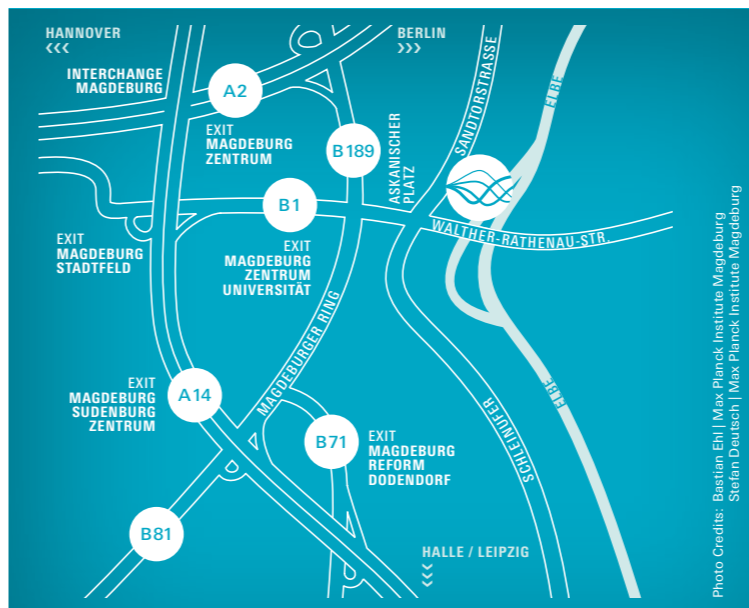 HANNOVER
<<<
BERLIN
>>>
INTERCHANGE
MAGDEBURG
A2
EXIT
MAGDEBURG
ZENTRUM
B189
ASKANISCHER
PLATZ
SANDTORSTRASSE
ELBE
B1
WALTHER-RATHENAU-STR.
EXIT
MAGDEBURG
STADTFELD
EXIT
MAGDEBURG
ZENTRUM
UNIVERSITÄT
MAGDEBURGER RING
EXIT
MAGDEBURG
SUDENBURG
ZENTRUM
A14
B71
EXIT
MAGDEBURG
REFORM
DODENDORF
SCHLEINUFER
ELBE
B81
HALLE / LEIPZIG
<<<
Photo Credits: Bastian Ehl | Max Planck Institute Magdeburg
Stefan Deutsch | Max Planck Institute Magdeburg